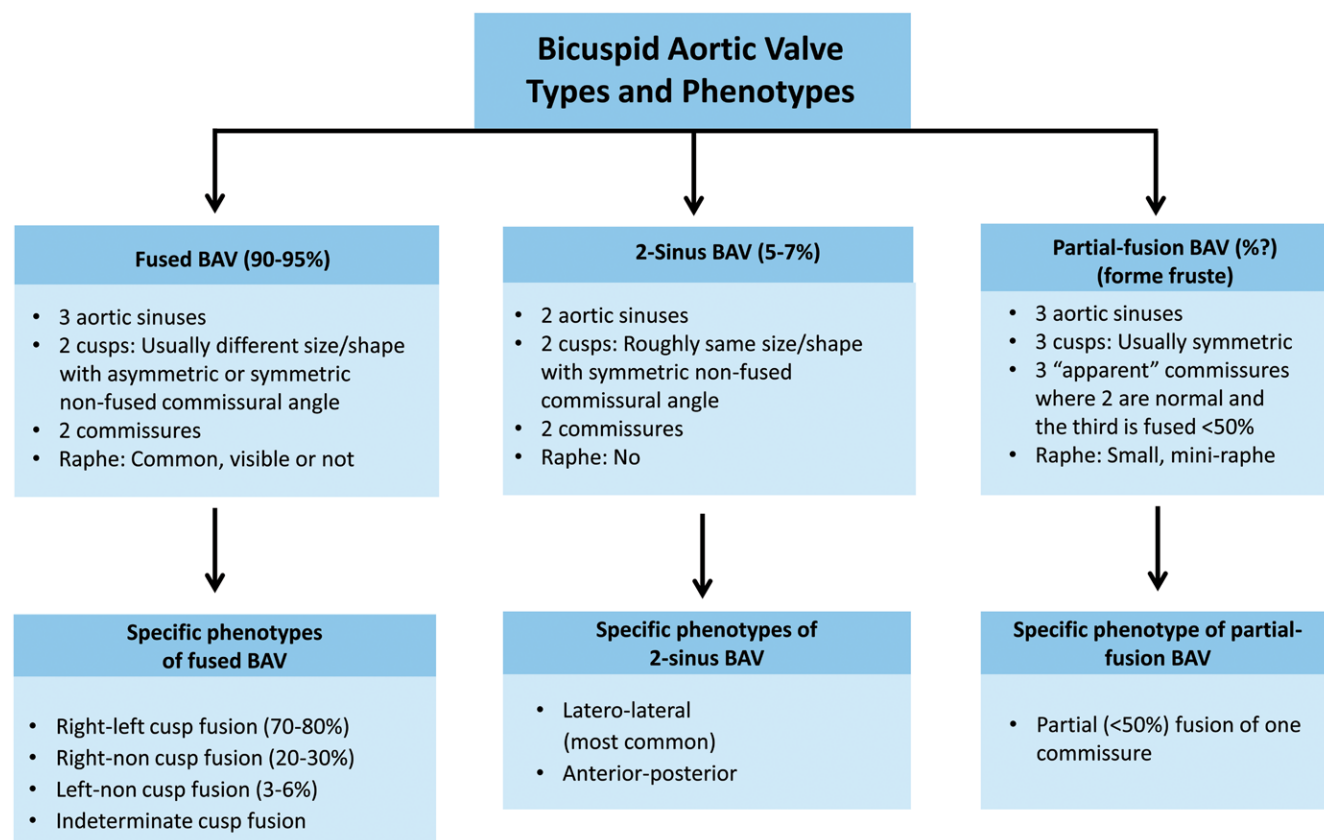 Bicuspid Aortic Valve
Types and Phenotypes
Fused BAV (90-95%)
• 3 aortic sinuses
• 2 cusps: Usually different size/shape
with asymmetric or symmetric
non-fused commissural angle
• 2 commissures
• Raphe: Common, visible or not
2-Sinus BAV (5-7%)
• 2 aortic sinuses
• 2 cusps: Roughly same size/shape
with symmetric non-fused
commissural angle
• 2 commissures
• Raphe: No
Partial-fusion BAV (%?)
(forme fruste)
• 3 aortic sinuses
• 3 cusps: Usually symmetric
• 3 “apparent” commissures
where 2 are normal and
the third is fused <50%
• Raphe: Small, mini-raphe
Specific phenotypes
of fused BAV
• Right-left cusp fusion (70-80%)
• Right-non cusp fusion (20-30%)
• Left-non cusp fusion (3-6%)
• Indeterminate cusp fusion
Specific phenotypes of
2-sinus BAV
• Latero-lateral
(most common)
• Anterior-posterior
Specific phenotype of partial-
fusion BAV
• Partial (<50%) fusion of one
commissure